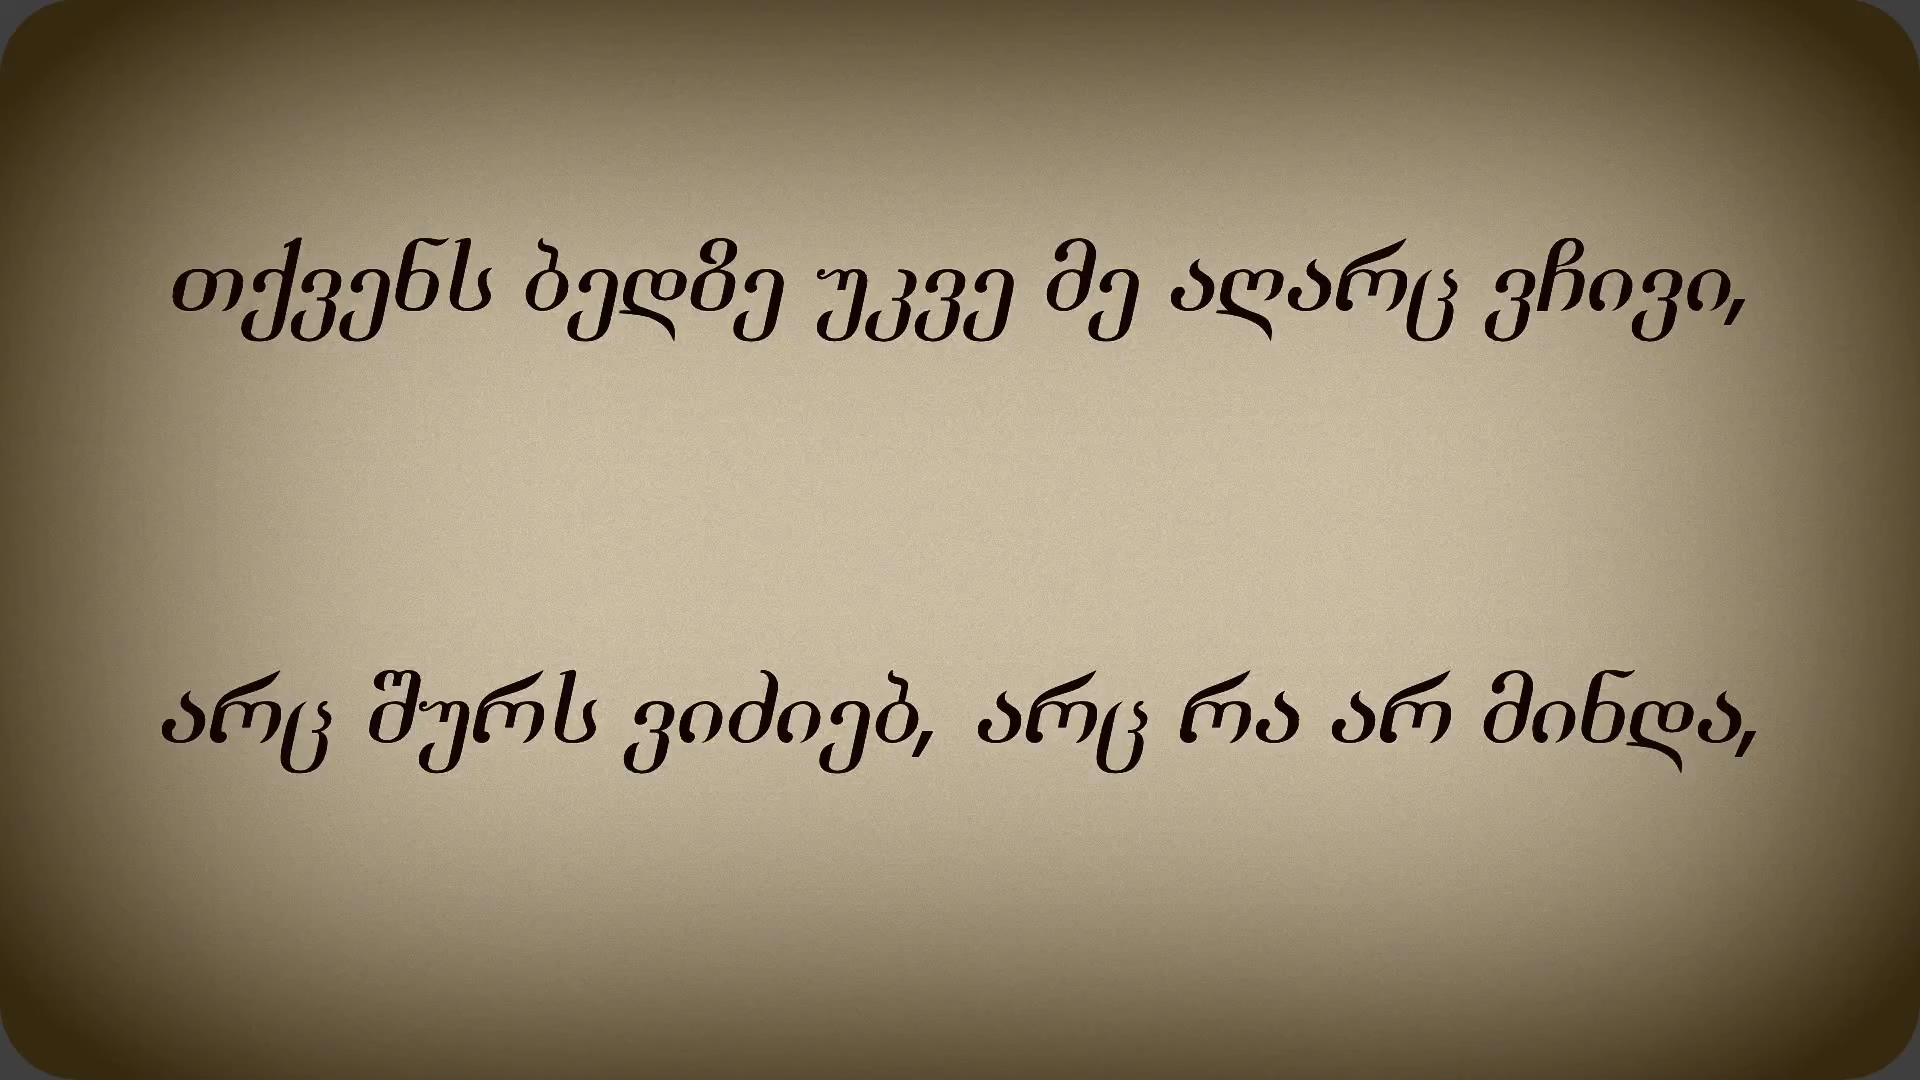 თქვენს ბედზე უკვე მე აღარც ვჩივი,
არც შურს ვიძიებ, არც რა არ მინდა,